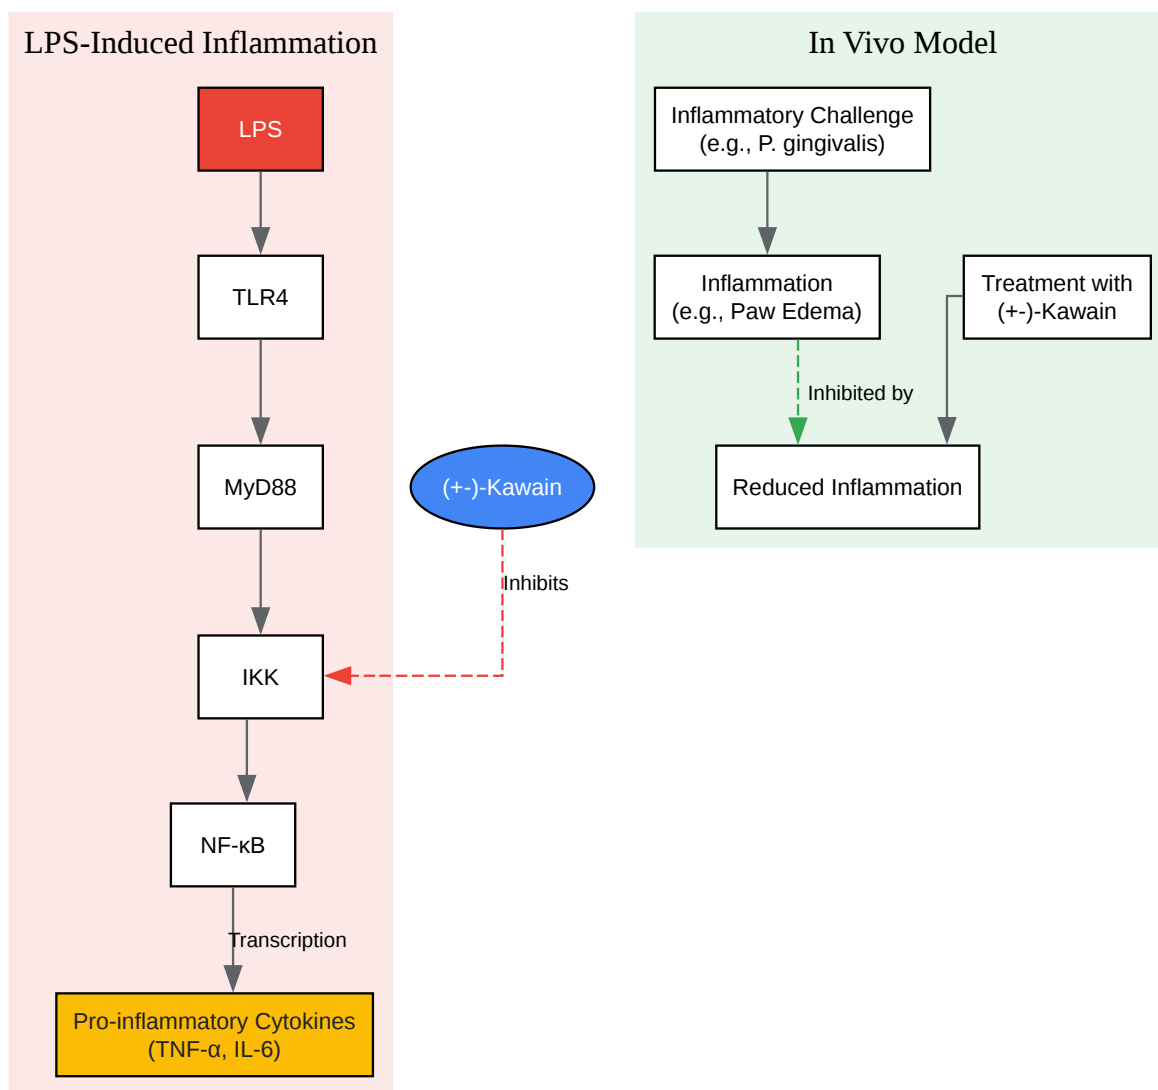 LPS-Induced Inflammation
LPS
TLR4
MyD88
(+-)-Kawain
Inhibits
IKK
NF-κB
Transcription
Pro-inflammatory Cytokines
(TNF-α, IL-6)
In Vivo Model
Inflammatory Challenge
(e.g., P. gingivalis)
Inflammation
(e.g., Paw Edema)
Treatment with
(+-)-Kawain
Inhibited by
Reduced Inflammation